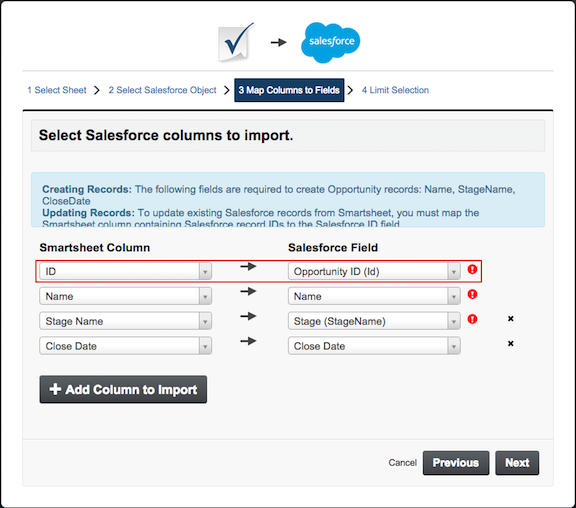 salesforce
1 Select Sheet > 2 Select Salesforce Object > 3 Map Columns to Fields > 4 Limit Selection
Select Salesforce columns to import.
Creating Records: The following fields are required to create Opportunity records: Name, StageName,
CloseDate
Updating Records: To update existing Salesforce records from Smartsheet, you must map the
Smartsheet column containing Salesforce record IDs to the Salesforce ID field
Smartsheet Column Salesforce Field
ID Opportunity ID (Id)
Name Name
Stage Name Stage (StageName)
Close Date Close Date
+ Add Column to Import
Cancel Previous Next